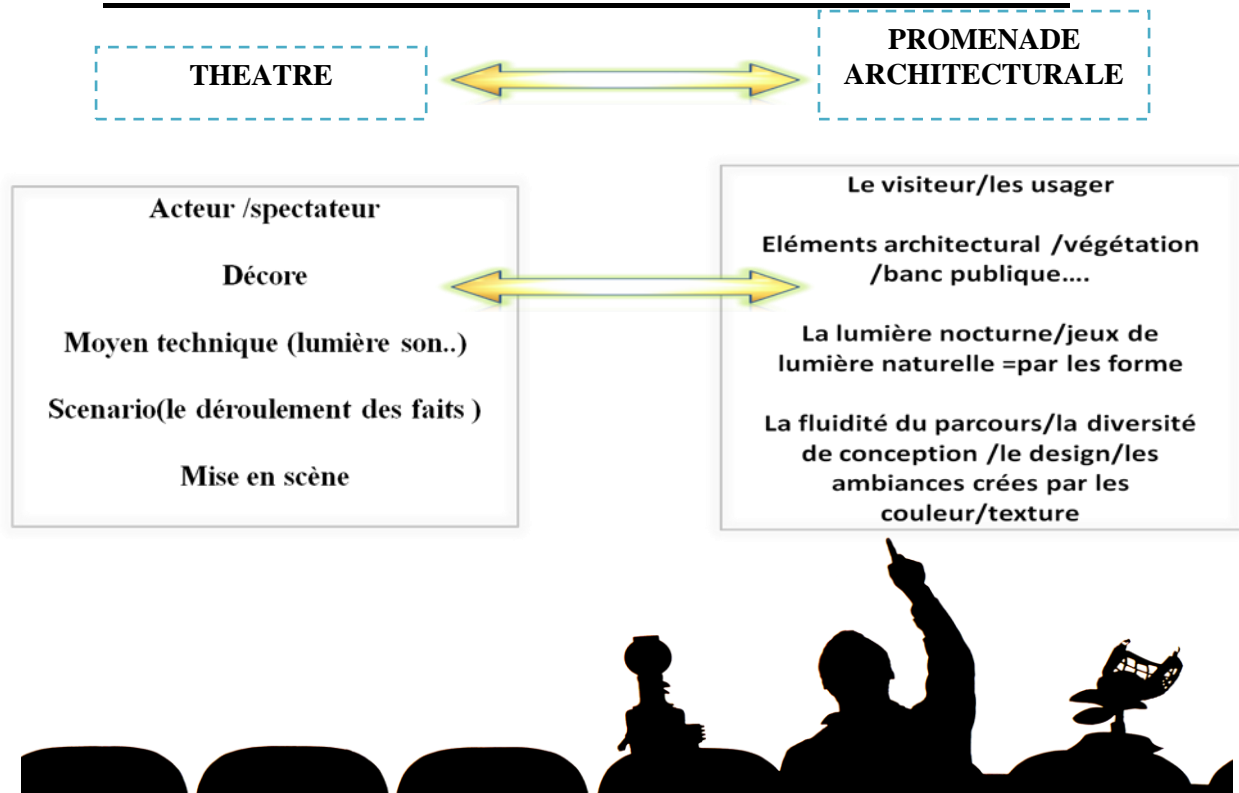 THEATRE
PROMENADE
ARCHITECTURALE
Acteur /spectateur
Décore
Moyen technique (lumière son..)
Scenario(le déroulement des faits )
Mise en scène
Le visiteur/les usager
Eléments architectural /végétation
/banc publique....
La lumière nocturne/jeux de
lumière naturelle =par les forme
La fluidité du parcours/la diversité
de conception /le design/les
ambiances crées par les
couleur/texture